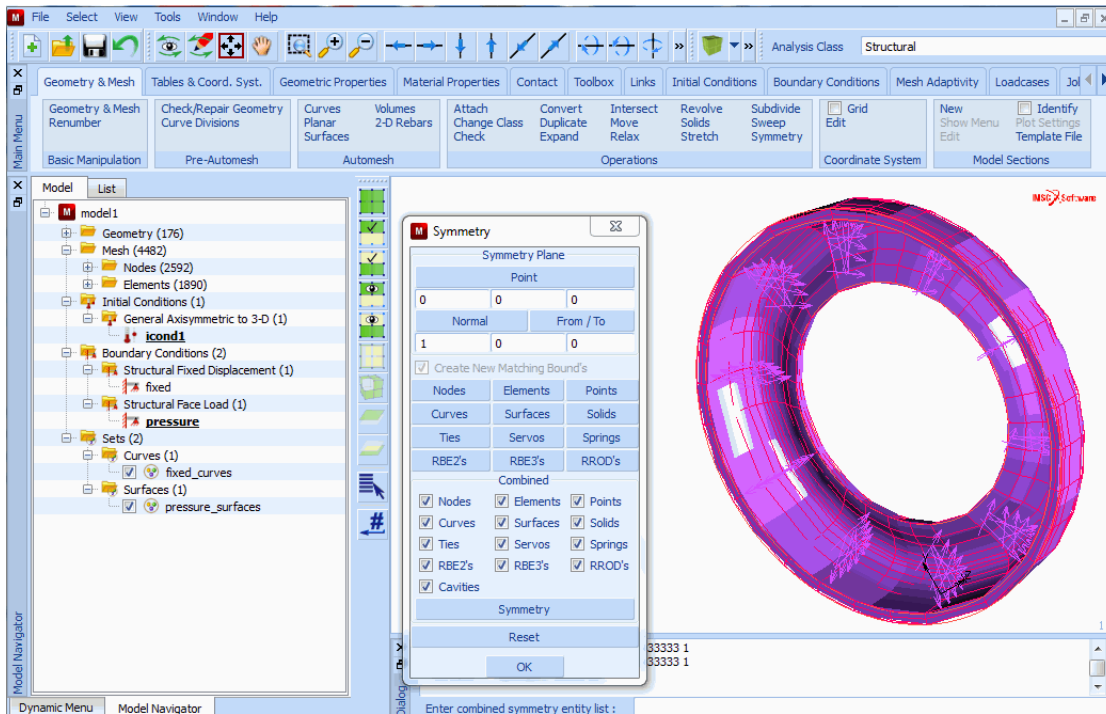 M File Select View Tools Window Help
Analysis Class Structural
Main Menu
Geometry & Mesh Tables & Coord. Syst. Geometric Properties Material Properties Contact Toolbox Links Initial Conditions Boundary Conditions Mesh Adaptivity Loadcases Jol
Geometry & Mesh Check/Repair Geometry Curves Volumes Attach Convert Intersect Revolve Subdivide Grid New Identify
Renumber Curve Divisions Planar 2-D Rebars Change Class Duplicate Move Solids Sweep Edit Show Menu Plot Settings
Surfaces Check Expand Relax Stretch Symmetry Edit Template File
Basic Manipulation Pre-Automesh Automesh Operations Coordinate System Model Sections
Model List
M model1
Geometry (176)
Mesh (4482)
Nodes (2592)
Elements (1890)
Initial Conditions (1)
General Axisymmetric to 3-D (1)
icond1
Boundary Conditions (2)
Structural Fixed Displacement (1)
fixed
Structural Face Load (1)
pressure
Sets (2)
Curves (1)
fixed_curves
Surfaces (1)
pressure_surfaces
Model Navigator
Dynamic Menu Model Navigator
#
M Symmetry
Symmetry Plane
Point
0 0 0
Normal From / To
1 0 0
Create New Matching Bound's
Nodes Elements Points
Curves Surfaces Solids
Ties Servos Springs
RBE2's RBE3's RROD's
Combined
Nodes Elements Points
Curves Surfaces Solids
Ties Servos Springs
RBE2's RBE3's RROD's
Cavities
Symmetry
Reset
OK
MSC Software
1
Dialog
33333 1
33333 1
Enter combined symmetry entity list :